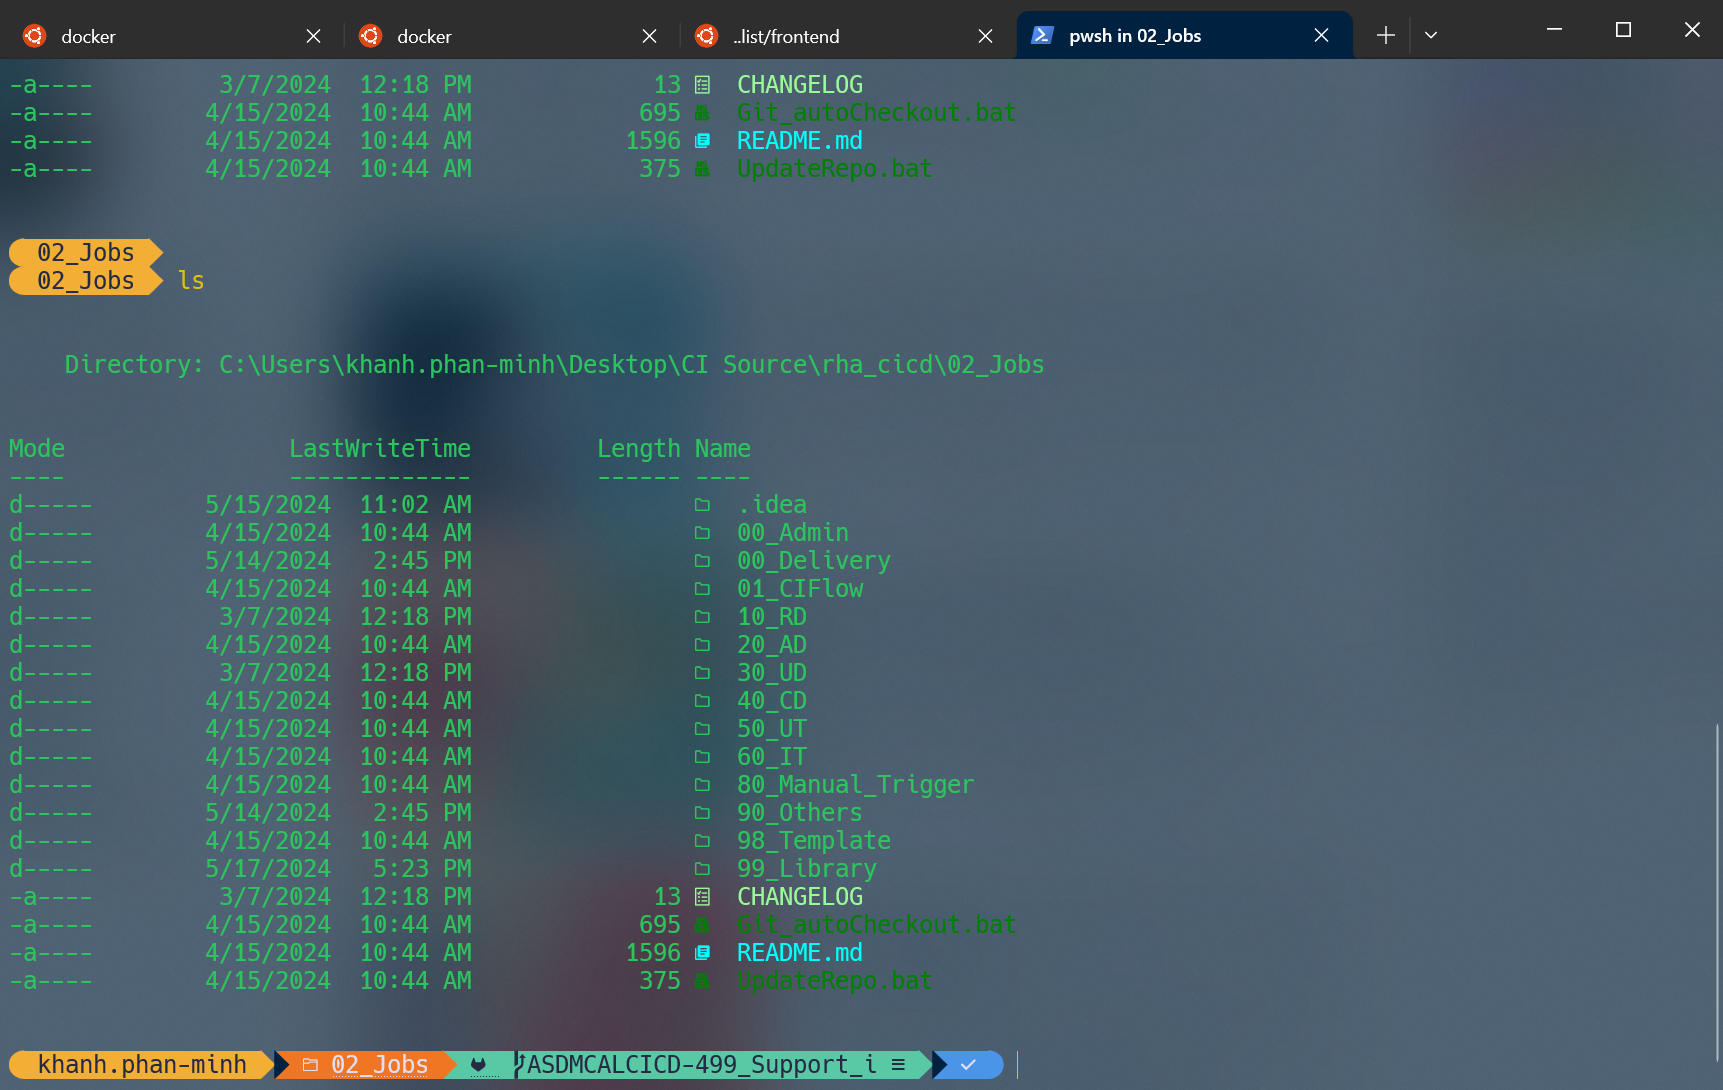 docker docker ..list/frontend pwsh in 02_Jobs
-a---- 3/7/2024 12:18 PM 13 CHANGELOG
-a---- 4/15/2024 10:44 AM 695 Git_autoCheckout.bat
-a---- 4/15/2024 10:44 AM 1596 README.md
-a---- 4/15/2024 10:44 AM 375 UpdateRepo.bat
02_Jobs
02_Jobs ls
Directory: C:\Users\khanh.phan-minh\Desktop\CI Source\rha_cicd\02_Jobs
Mode LastWriteTime Length Name
---- ------------- ------ ----
d----- 5/15/2024 11:02 AM .idea
d----- 4/15/2024 10:44 AM 00_Admin
d----- 5/14/2024 2:45 PM 00_Delivery
d----- 4/15/2024 10:44 AM 01_CIFlow
d----- 3/7/2024 12:18 PM 10_RD
d----- 4/15/2024 10:44 AM 20_AD
d----- 3/7/2024 12:18 PM 30_UD
d----- 4/15/2024 10:44 AM 40_CD
d----- 4/15/2024 10:44 AM 50_UT
d----- 4/15/2024 10:44 AM 60_IT
d----- 4/15/2024 10:44 AM 80_Manual_Trigger
d----- 5/14/2024 2:45 PM 90_Others
d----- 4/15/2024 10:44 AM 98_Template
d----- 5/17/2024 5:23 PM 99_Library
-a---- 3/7/2024 12:18 PM 13 CHANGELOG
-a---- 4/15/2024 10:44 AM 695 Git_autoCheckout.bat
-a---- 4/15/2024 10:44 AM 1596 README.md
-a---- 4/15/2024 10:44 AM 375 UpdateRepo.bat
khanh.phan-minh 02_Jobs ASDMCALCICD-499_Support_i ≡